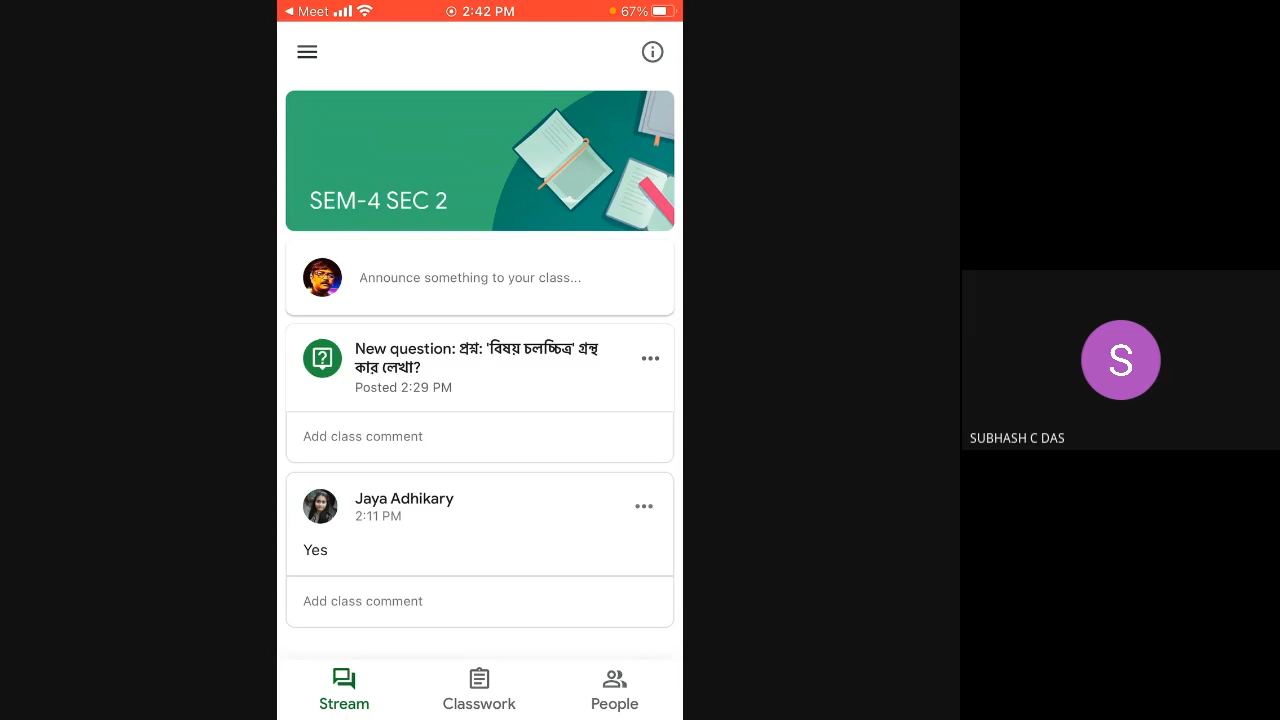 Meet 2:42 PM 67%
SEM-4 SEC 2
Announce something to your class...
New question: প্রশ্ন: 'বিষয় চলচ্চিত্র' গ্রন্থ
কার লেখা?
Posted 2:29 PM
Add class comment
Jaya Adhikary
2:11 PM
Yes
Add class comment
Stream Classwork People
S
SUBHASH C DAS